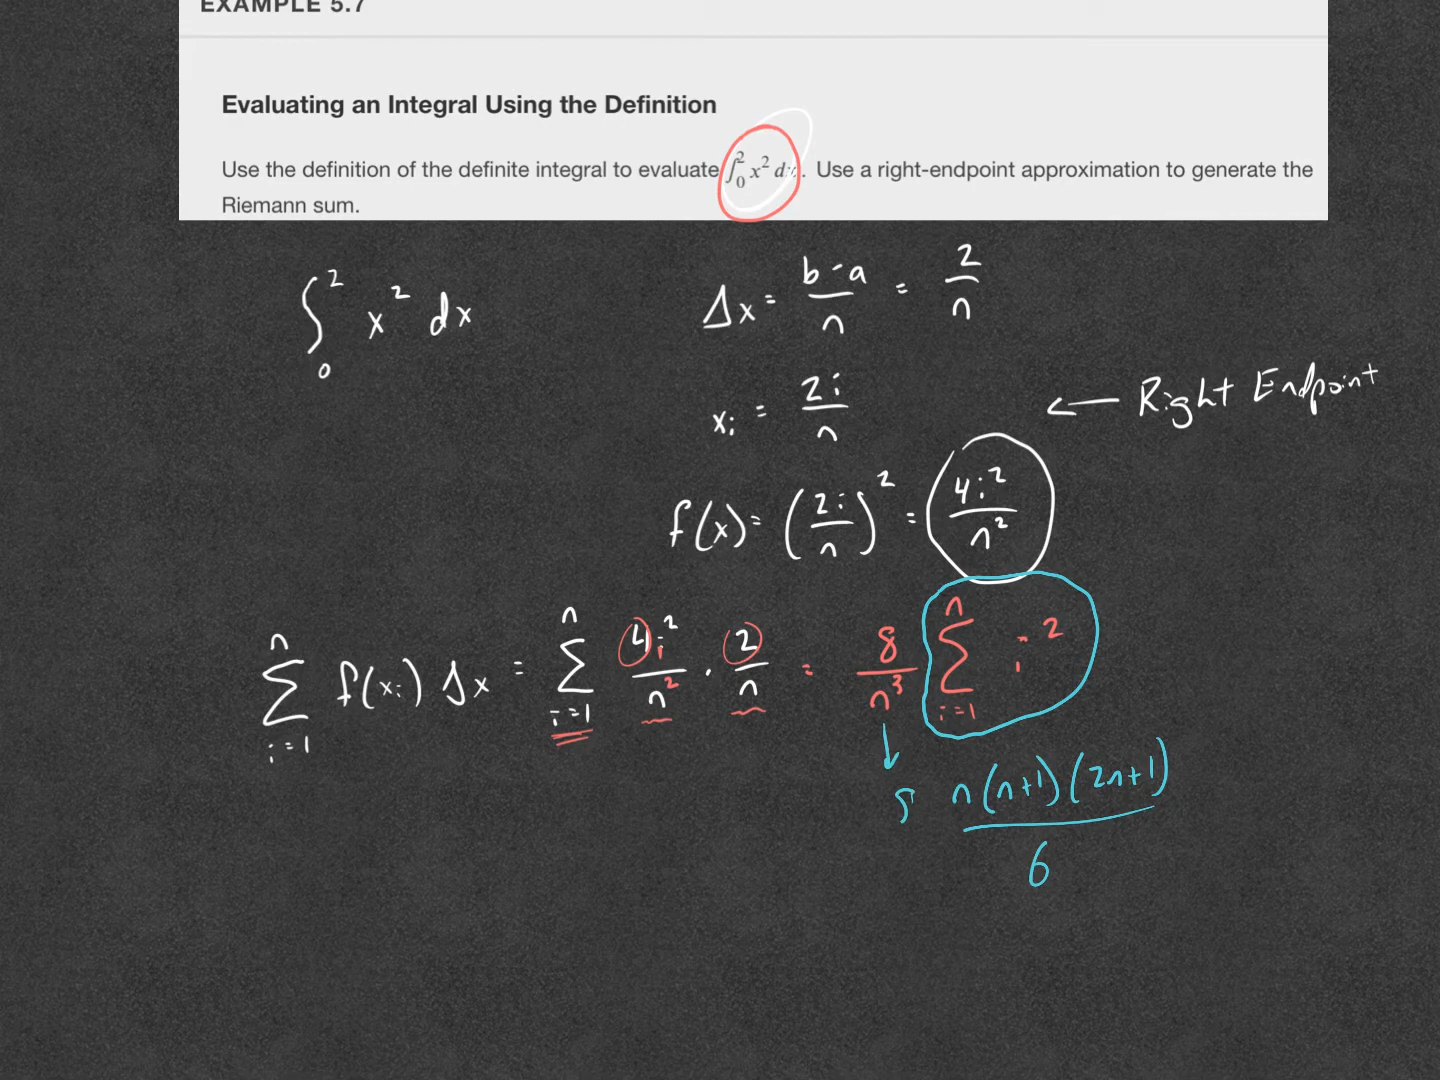 EXAMPLE 5.7
Evaluating an Integral Using the Definition
Use the definition of the definite integral to evaluate ∫₀² x² dx. Use a right-endpoint approximation to generate the
Riemann sum.
∫₀² x² dx
Δx = (b-a)/n = 2/n
xᵢ = 2i/n ← Right Endpoint
f(x) = (2i/n)² = 4i²/n²
∑ᵢ₌₁ⁿ f(xᵢ) Δx = ∑ᵢ₌₁ⁿ 4i²/n² · 2/n = 8/n³ ∑ᵢ₌₁ⁿ i²
n(n+1)(2n+1)/6